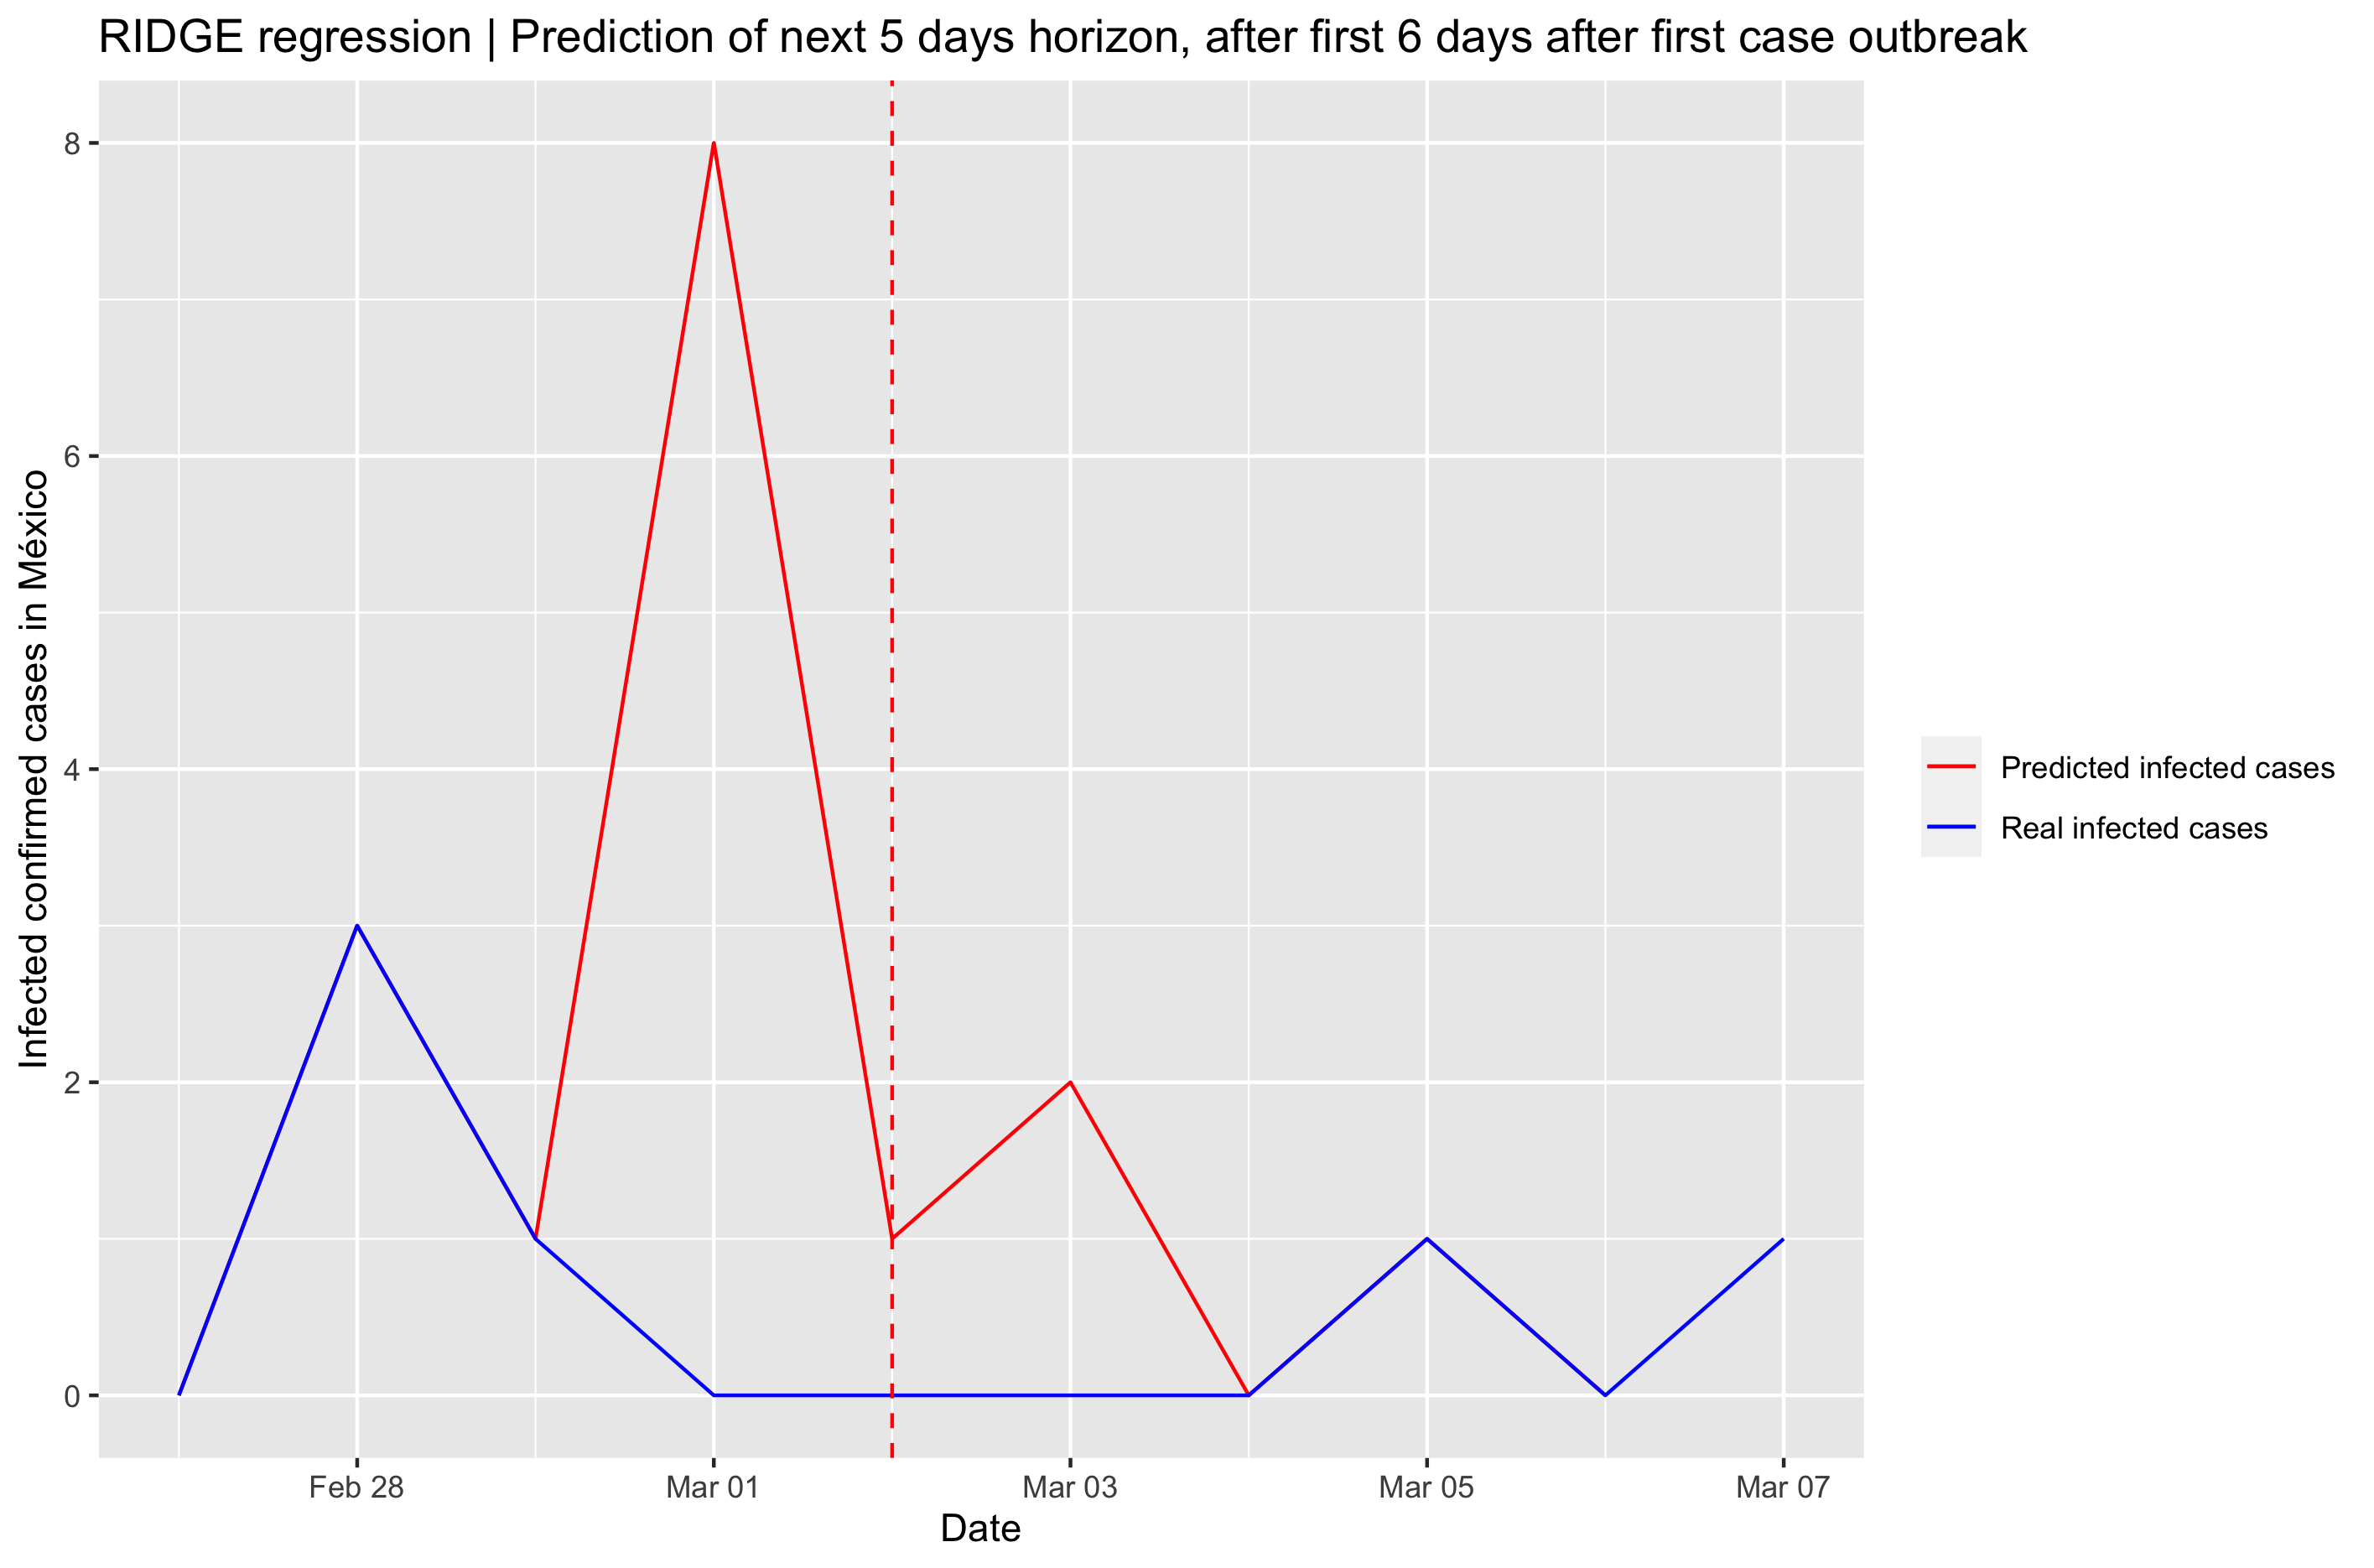 RIDGE regression | Prediction of next 5 days horizon, after first 6 days after first case outbreak
Infected confirmed cases in México
8
6
4
2
0
Feb 28
Mar 01
Mar 03
Mar 05
Mar 07
Date
Predicted infected cases
Real infected cases